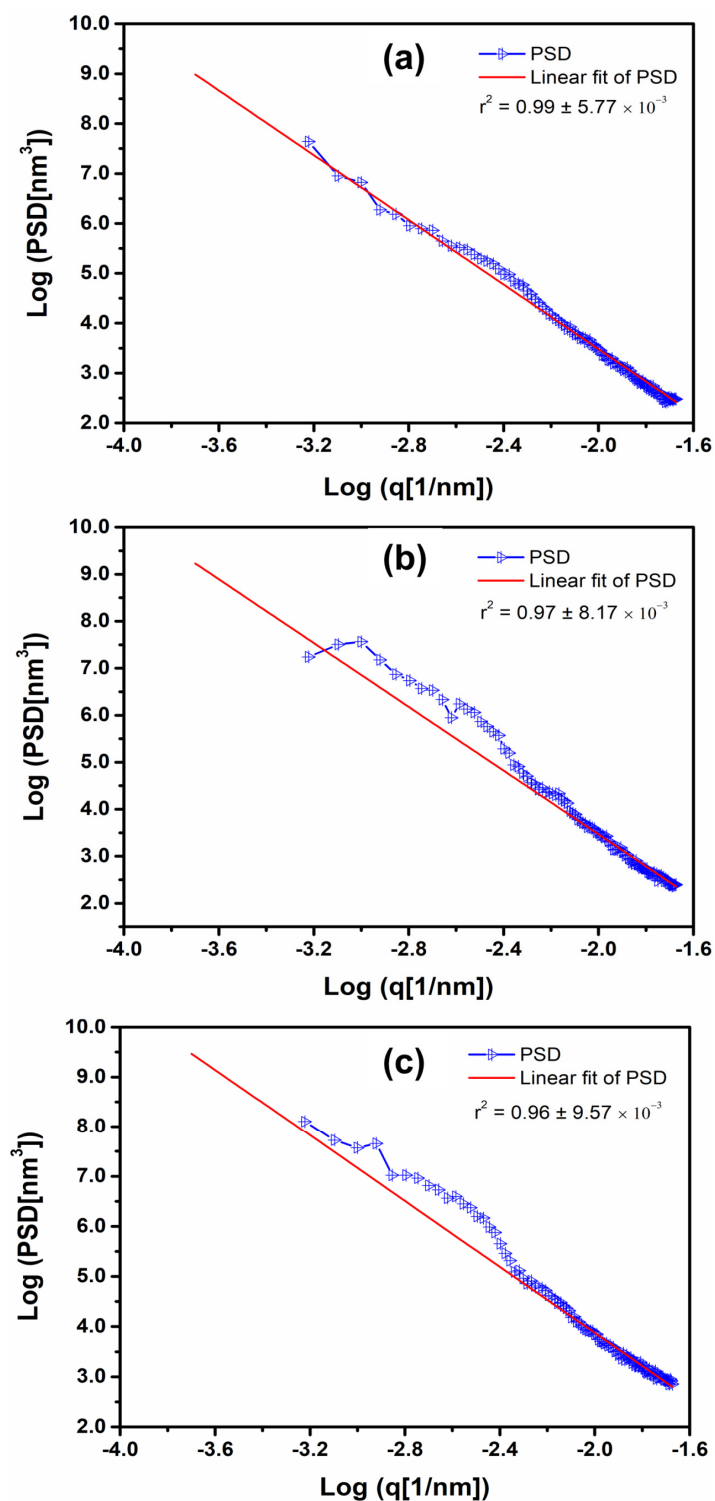 (a)
PSD
Linear fit of PSD
r² = 0.99 ± 5.77 × 10⁻³
10.0
9.0
8.0
7.0
6.0
5.0
4.0
3.0
2.0
Log (PSD[nm³])
-4.0 -3.6 -3.2 -2.8 -2.4 -2.0 -1.6
Log (q[1/nm])
(b)
PSD
Linear fit of PSD
r² = 0.97 ± 8.17 × 10⁻³
10.0
9.0
8.0
7.0
6.0
5.0
4.0
3.0
2.0
Log (PSD[nm³])
-4.0 -3.6 -3.2 -2.8 -2.4 -2.0 -1.6
Log (q[1/nm])
(c)
PSD
Linear fit of PSD
r² = 0.96 ± 9.57 × 10⁻³
10.0
9.0
8.0
7.0
6.0
5.0
4.0
3.0
2.0
Log (PSD[nm³])
-4.0 -3.6 -3.2 -2.8 -2.4 -2.0 -1.6
Log (q[1/nm])